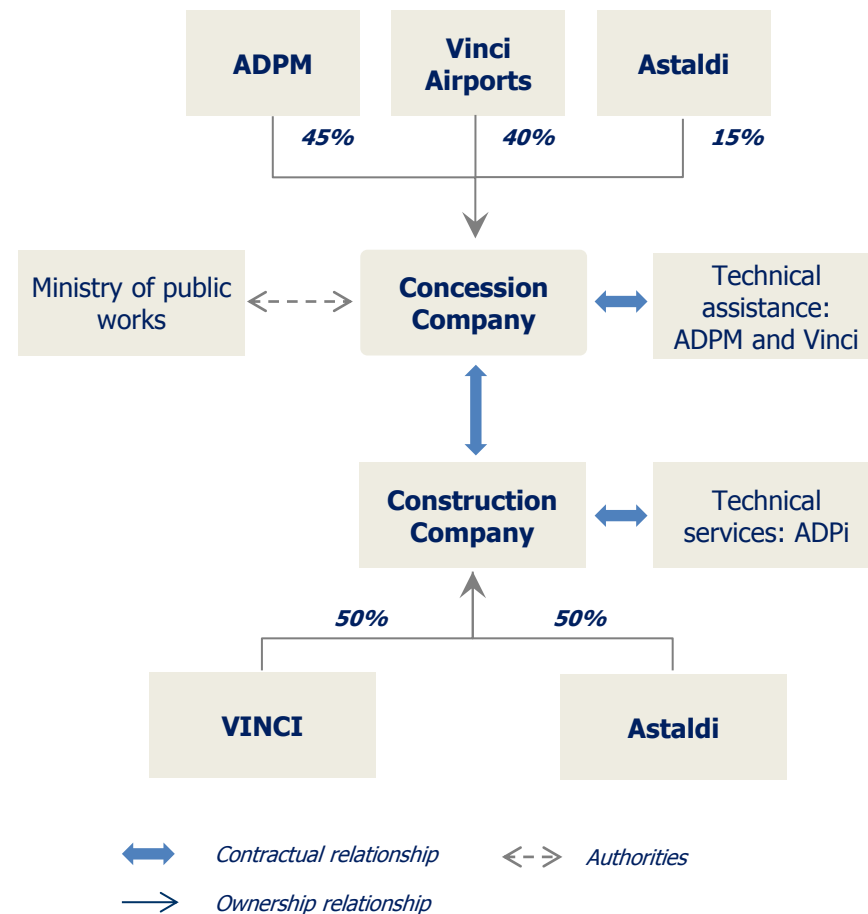 ADPM
Vinci
Airports
Astaldi
45%
40%
15%
Ministry of public
works
Concession
Company
Technical
assistance:
ADPM and Vinci
Construction
Company
Technical
services: ADPi
50%
50%
VINCI
Astaldi
Contractual relationship
Authorities
Ownership relationship